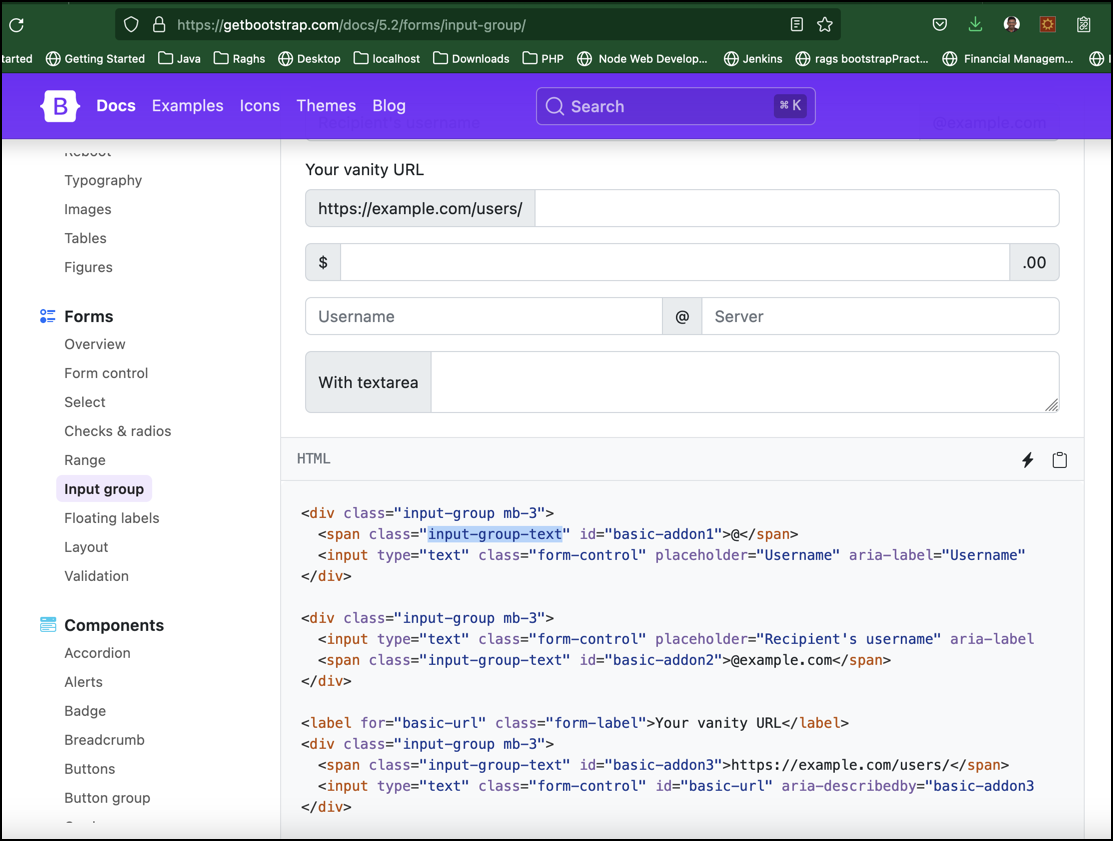 https://getbootstrap.com/docs/5.2/forms/input-group/
tarted Getting Started Java Raghs Desktop localhost Downloads PHP Node Web Develop... Jenkins rags bootstrapPract... Financial Managem...
B Docs Examples Icons Themes Blog Search ⌘ K
Recipient's username @example.com
Reboot
Typography
Images
Tables
Figures
Forms
Overview
Form control
Select
Checks & radios
Range
Input group
Floating labels
Layout
Validation
Components
Accordion
Alerts
Badge
Breadcrumb
Buttons
Button group
Your vanity URL
https://example.com/users/
$ .00
Username @ Server
With textarea
HTML
<div class="input-group mb-3">
<span class="input-group-text" id="basic-addon1">@</span>
<input type="text" class="form-control" placeholder="Username" aria-label="Username"
</div>
<div class="input-group mb-3">
<input type="text" class="form-control" placeholder="Recipient's username" aria-label
<span class="input-group-text" id="basic-addon2">@example.com</span>
</div>
<label for="basic-url" class="form-label">Your vanity URL</label>
<div class="input-group mb-3">
<span class="input-group-text" id="basic-addon3">https://example.com/users/</span>
<input type="text" class="form-control" id="basic-url" aria-describedby="basic-addon3
</div>